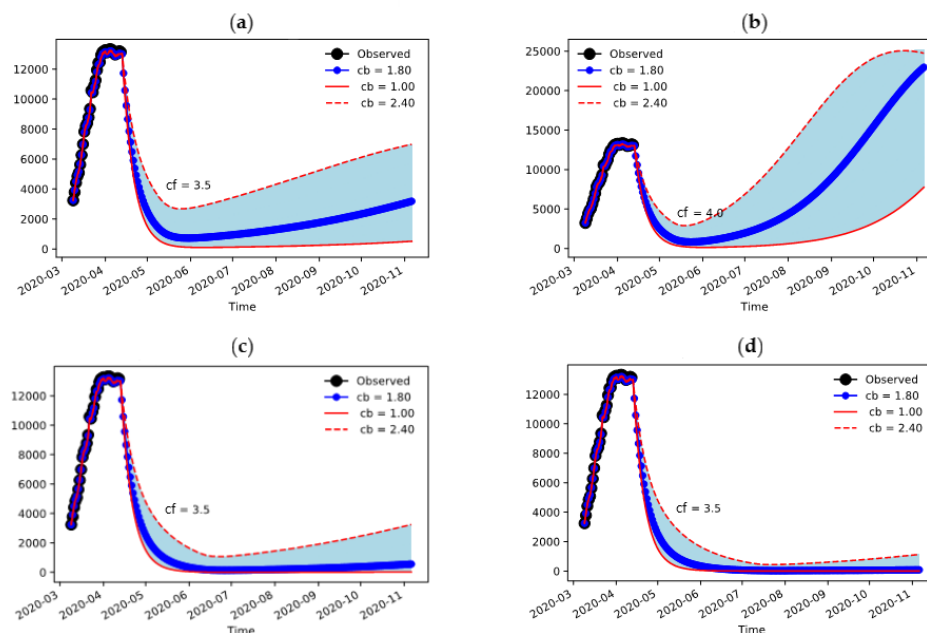 (a)
12000
10000
8000
6000
4000
2000
0
Observed
cb = 1.80
cb = 1.00
cb = 2.40
cf = 3.5
2020-03
2020-04
2020-05
2020-06
2020-07
2020-08
2020-09
2020-10
2020-11
Time
(b)
25000
20000
15000
10000
5000
0
Observed
cb = 1.80
cb = 1.00
cb = 2.40
cf = 4.0
2020-03
2020-04
2020-05
2020-06
2020-07
2020-08
2020-09
2020-10
2020-11
Time
(c)
12000
10000
8000
6000
4000
2000
0
Observed
cb = 1.80
cb = 1.00
cb = 2.40
cf = 3.5
2020-03
2020-04
2020-05
2020-06
2020-07
2020-08
2020-09
2020-10
2020-11
Time
(d)
12000
10000
8000
6000
4000
2000
0
Observed
cb = 1.80
cb = 1.00
cb = 2.40
cf = 3.5
2020-03
2020-04
2020-05
2020-06
2020-07
2020-08
2020-09
2020-10
2020-11
Time